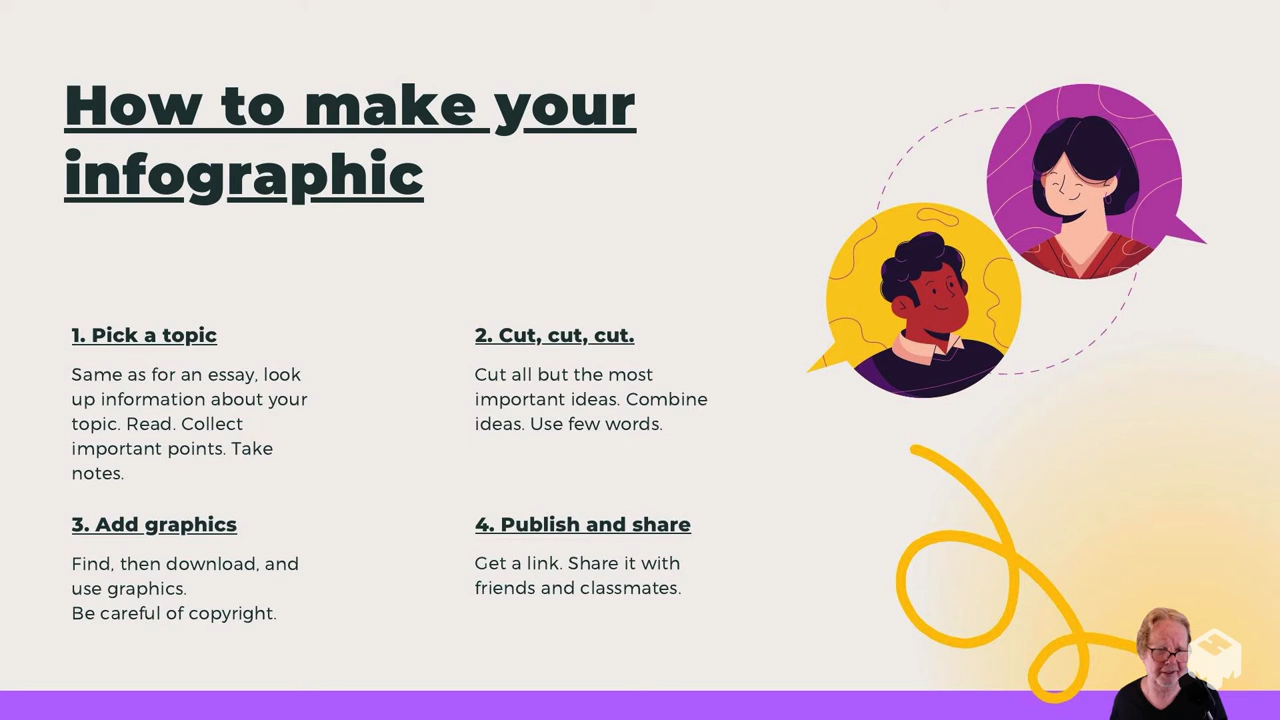 How to make your
infographic
1. Pick a topic
Same as for an essay, look
up information about your
topic. Read. Collect
important points. Take
notes.
2. Cut, cut, cut.
Cut all but the most
important ideas. Combine
ideas. Use few words.
3. Add graphics
Find, then download, and
use graphics.
Be careful of copyright.
4. Publish and share
Get a link. Share it with
friends and classmates.